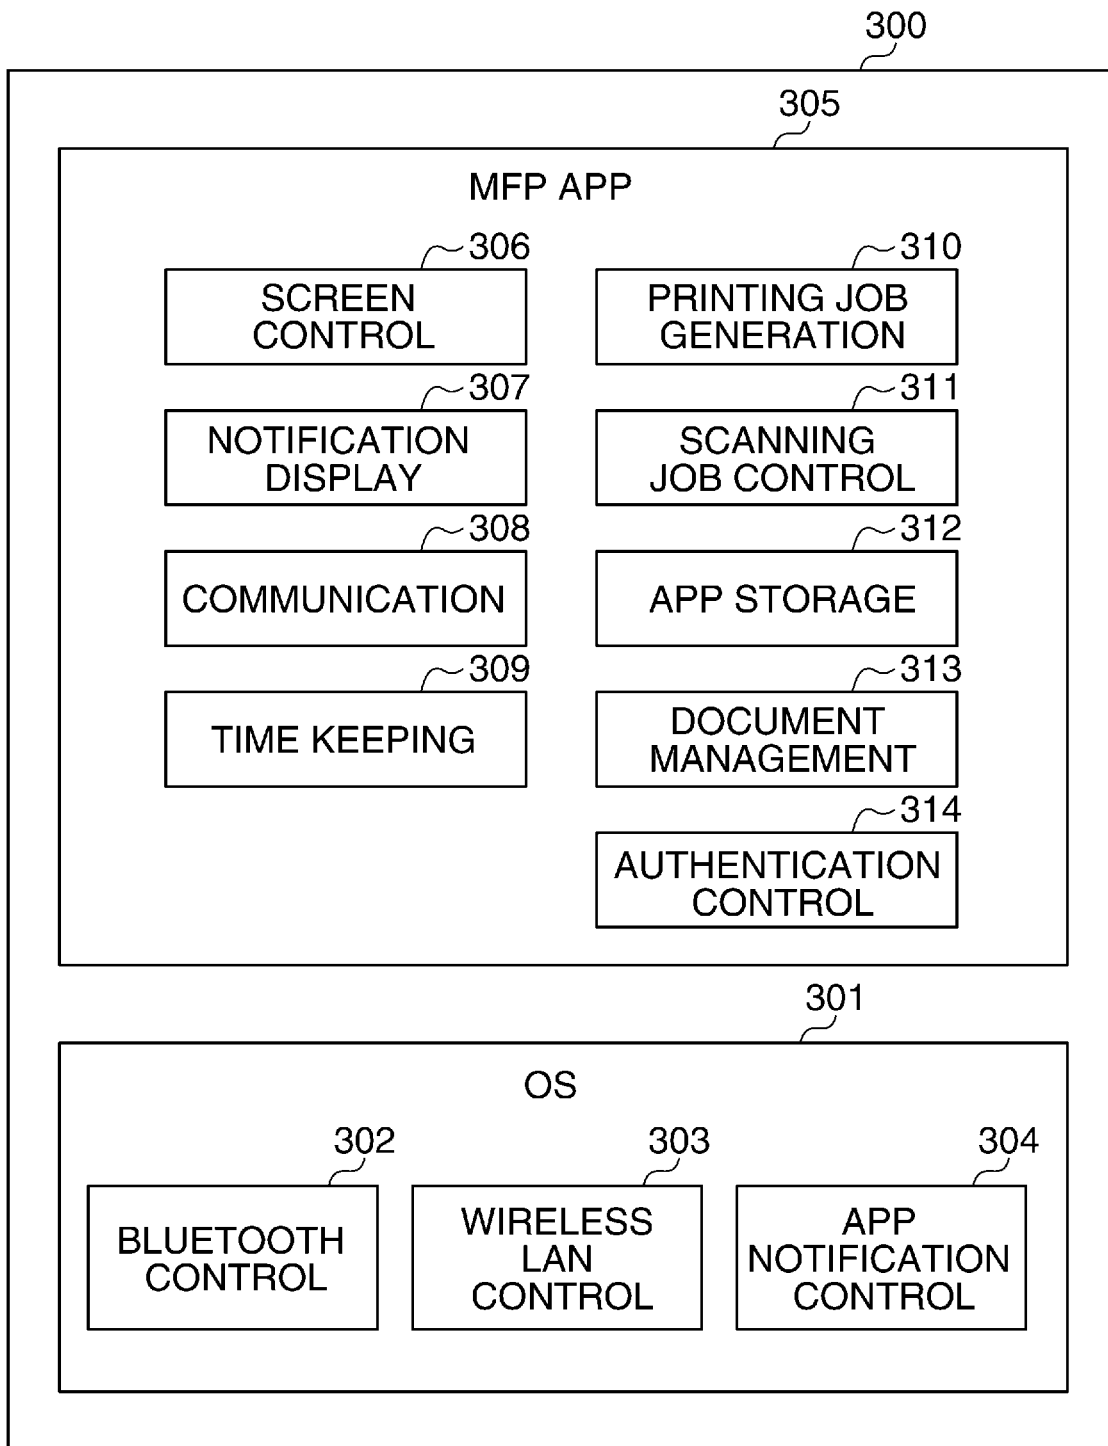 300
305
MFP APP
306
SCREEN
CONTROL
310
PRINTING JOB
GENERATION
307
NOTIFICATION
DISPLAY
311
SCANNING
JOB CONTROL
308
COMMUNICATION
312
APP STORAGE
309
TIME KEEPING
313
DOCUMENT
MANAGEMENT
314
AUTHENTICATION
CONTROL
301
OS
302
BLUETOOTH
CONTROL
303
WIRELESS
LAN
CONTROL
304
APP
NOTIFICATION
CONTROL